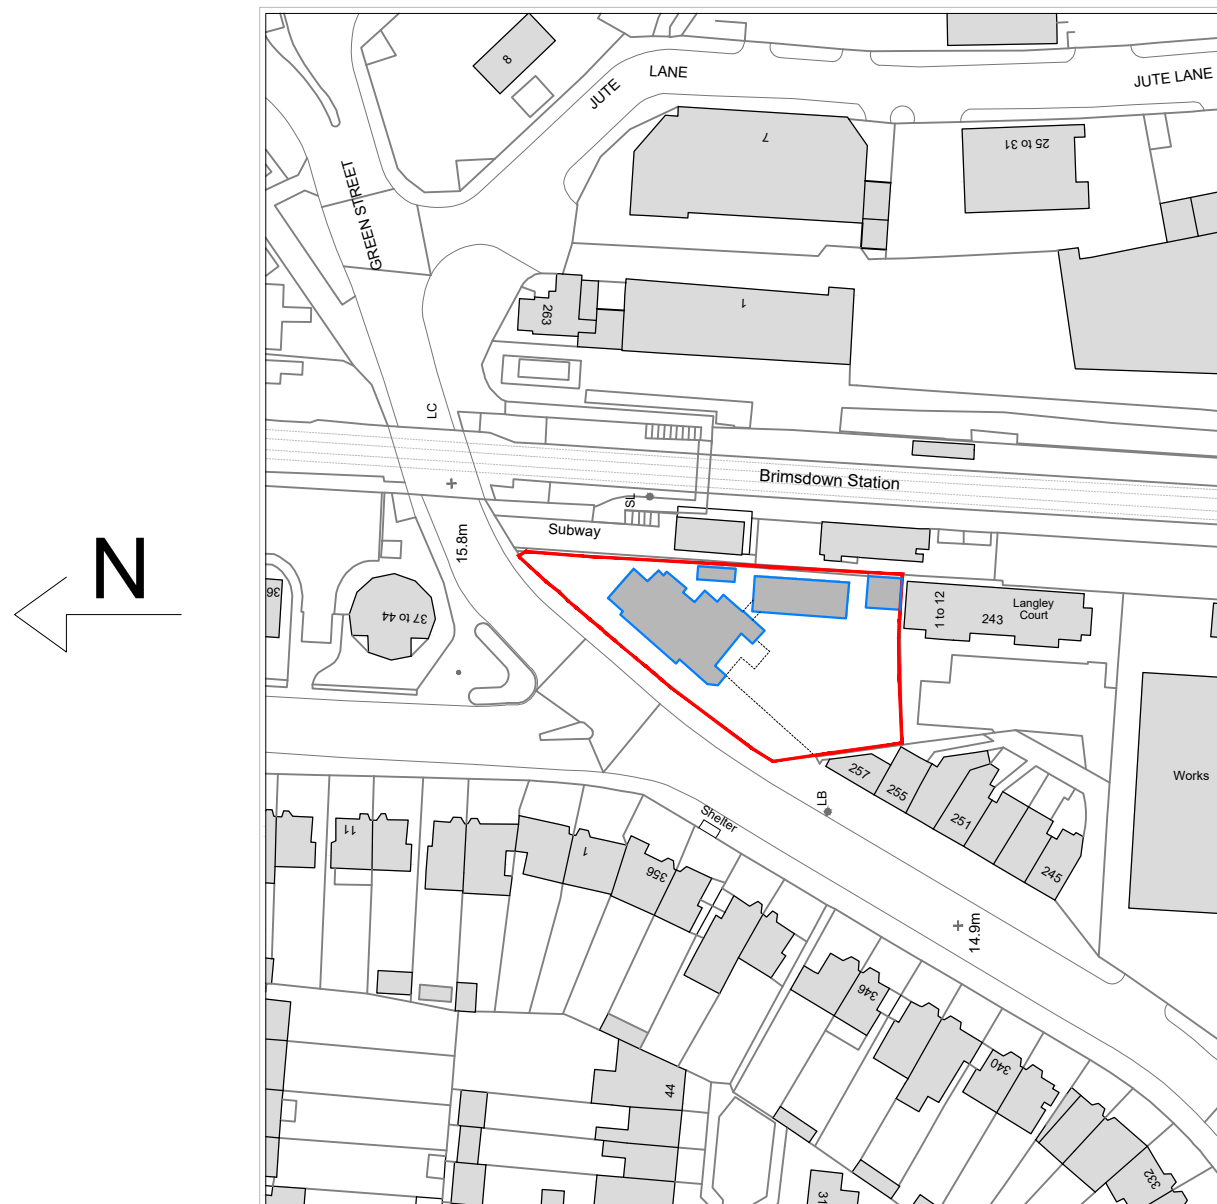 8
JUTE
LANE
JUTE LANE
7
25 to 31
GREEN STREET
263
1
LC
Brimsdown Station
SL
Subway
15.8m
N
36
37 to 44
1 to 12
243
Langley
Court
257
255
251
245
Works
LB
Shelter
11
1
356
14.9m
346
340
44
332